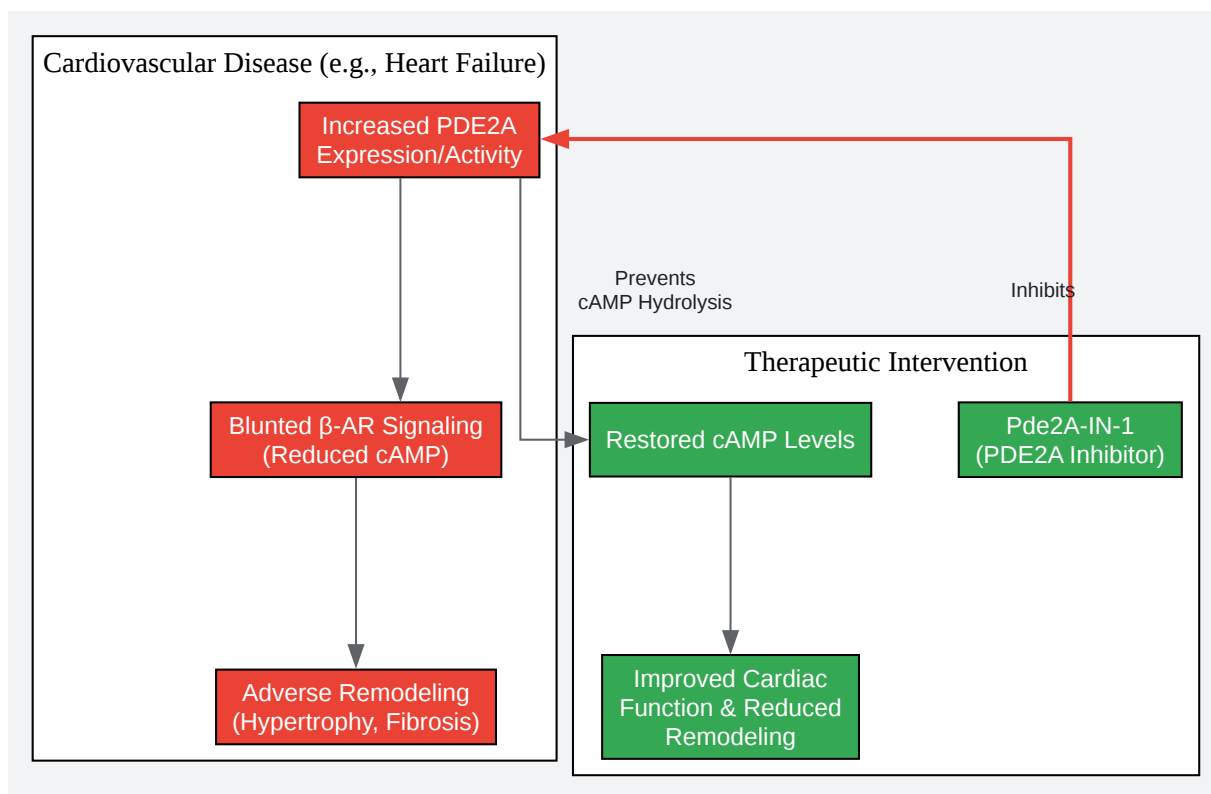 Cardiovascular Disease (e.g., Heart Failure)
Increased PDE2A
Expression/Activity
Prevents
cAMP Hydrolysis
Inhibits
Therapeutic Intervention
Blunted β-AR Signaling
(Reduced cAMP)
Restored cAMP Levels
Pde2A-IN-1
(PDE2A Inhibitor)
Adverse Remodeling
(Hypertrophy, Fibrosis)
Improved Cardiac
Function & Reduced
Remodeling